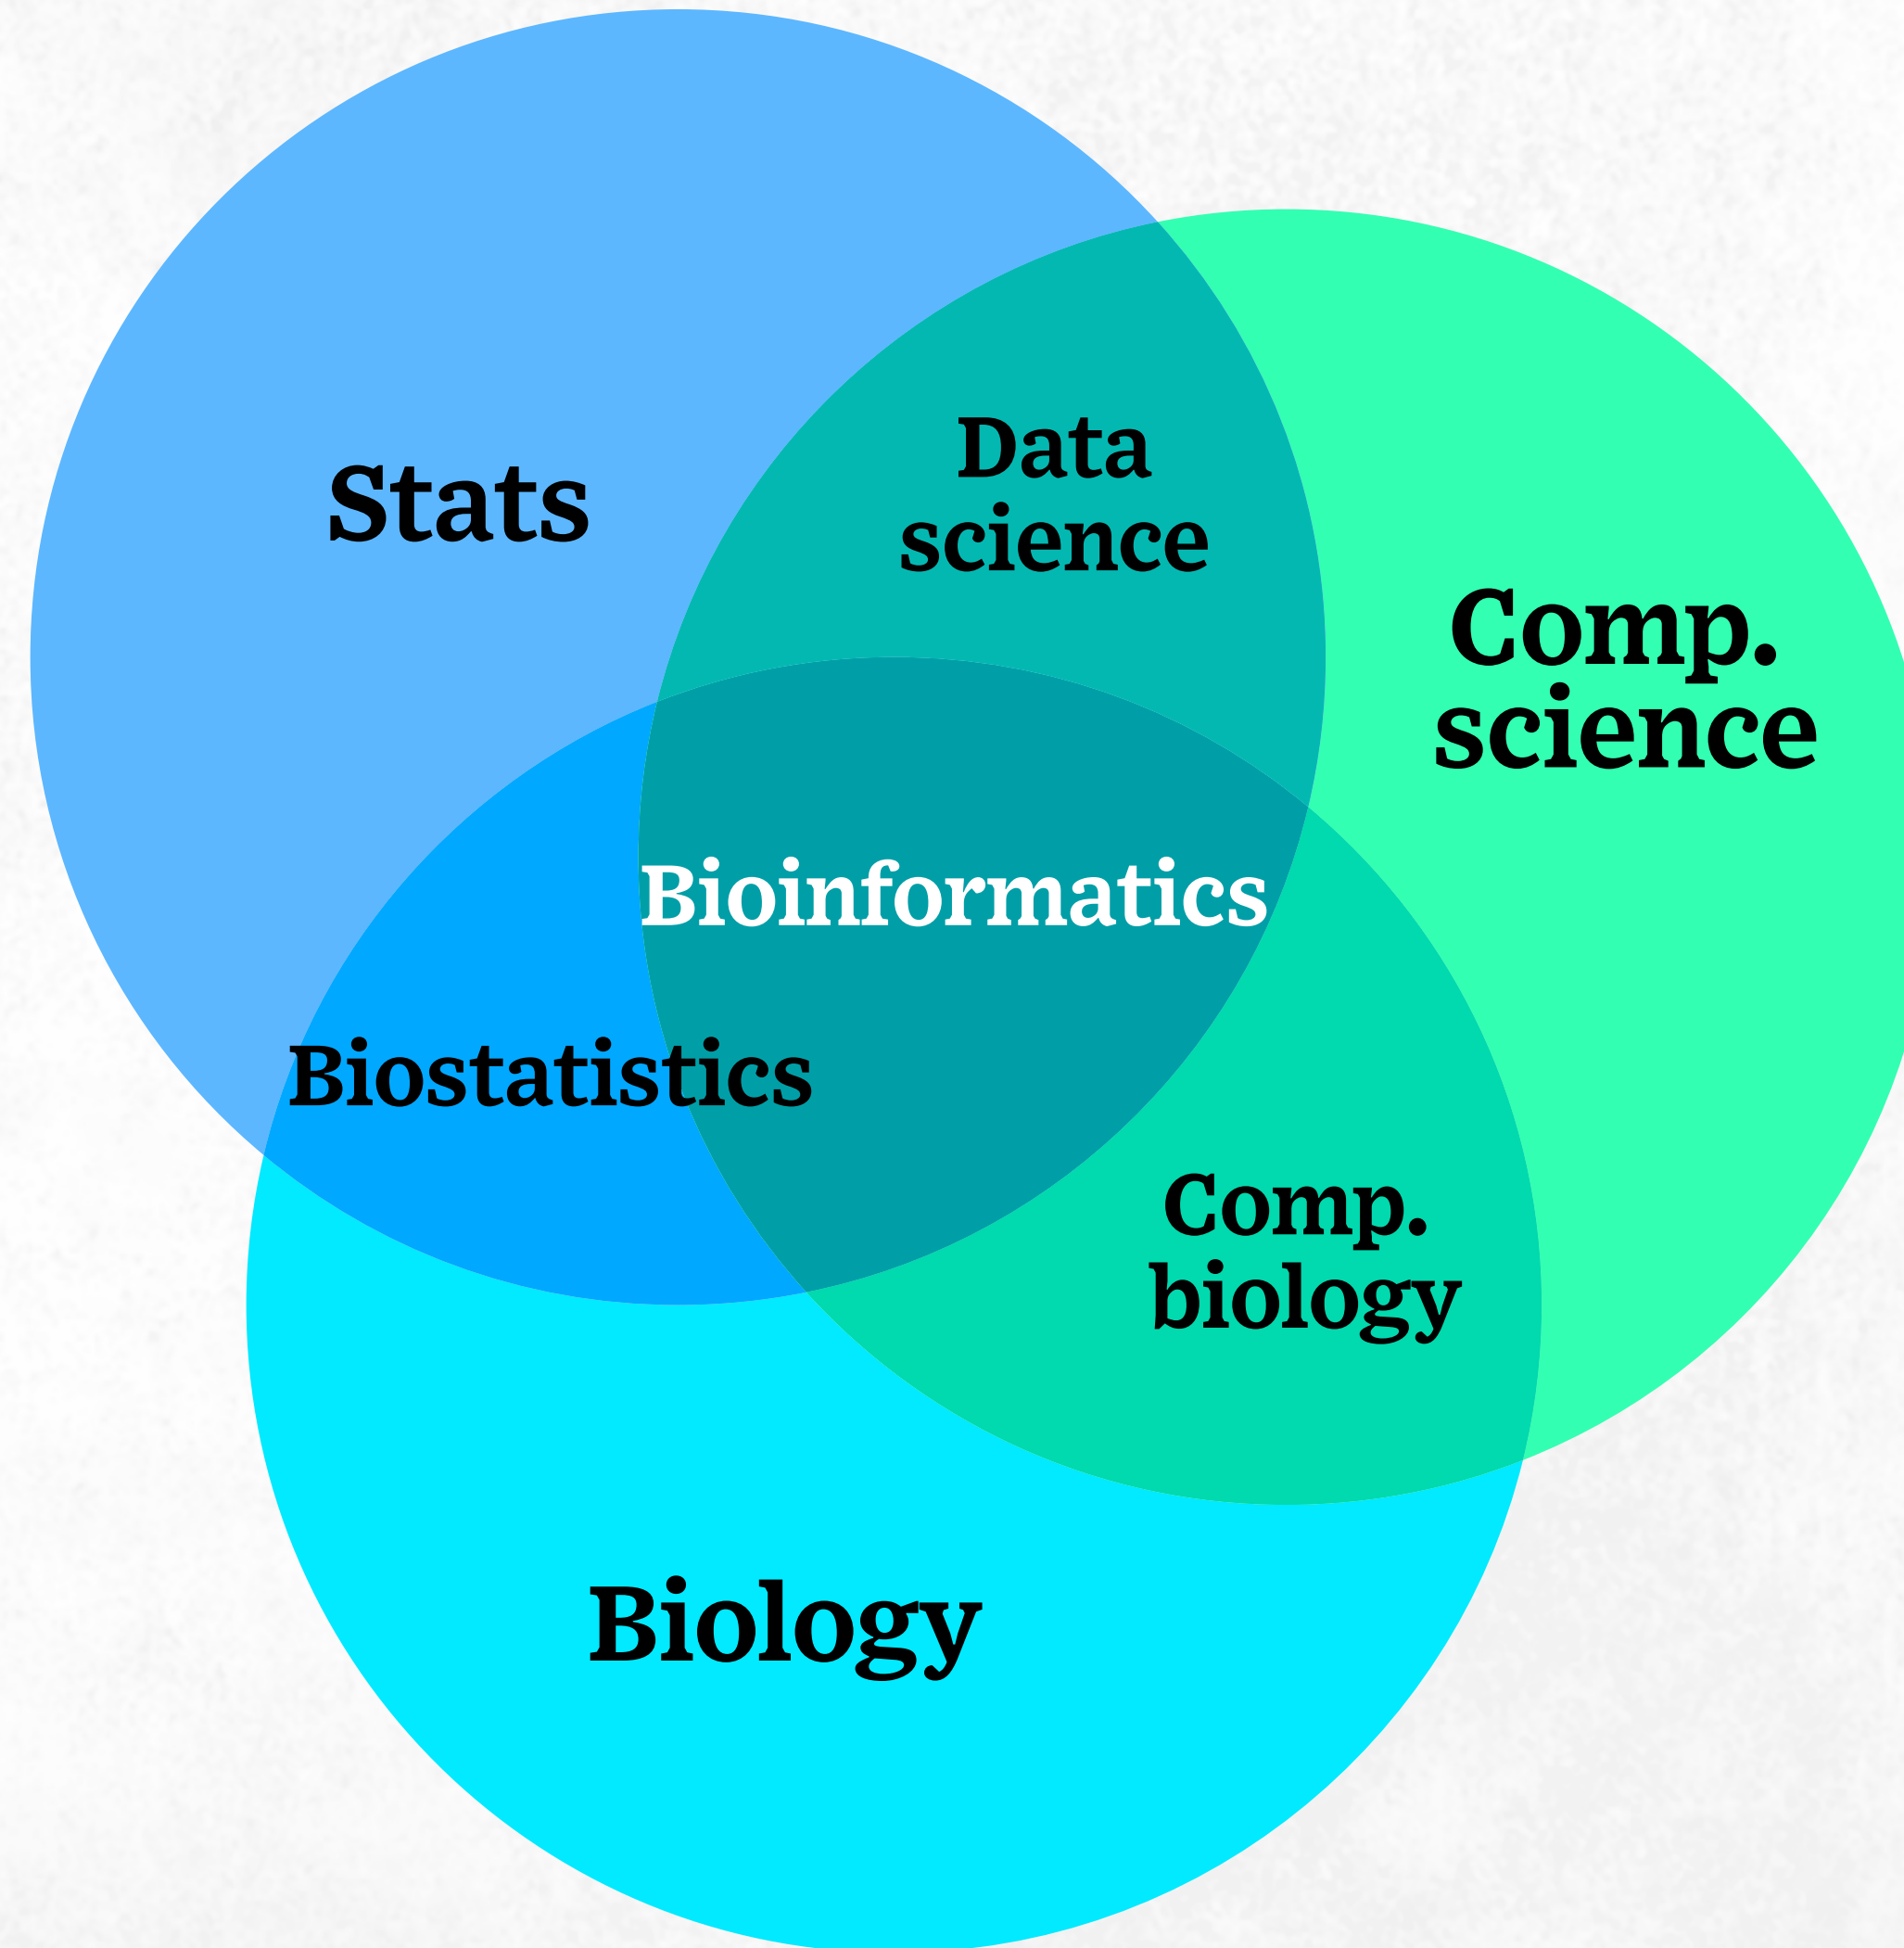 Stats
Data
science
Comp.
science
Bioinformatics
Biostatistics
Comp.
biology
Biology